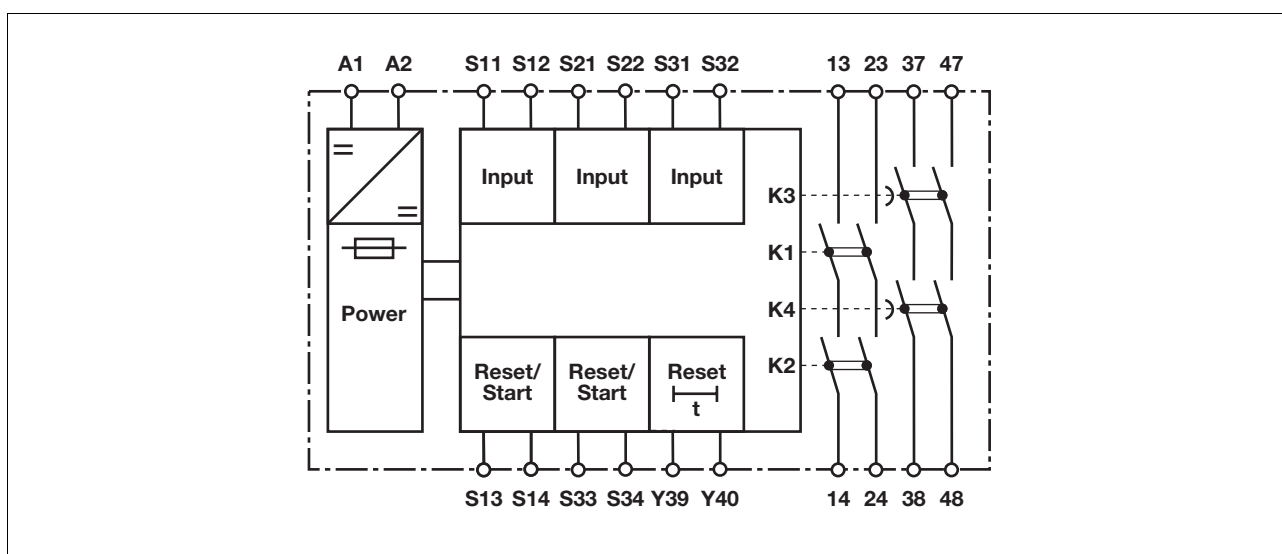 A1 A2 S11 S12 S21 S22 S31 S32 13 23 37 47
Input Input Input
K3
K1
K4
Power
K2
Reset/ Reset/ Reset
Start Start t
S13 S14 S33 S34 Y39 Y40 14 24 38 48